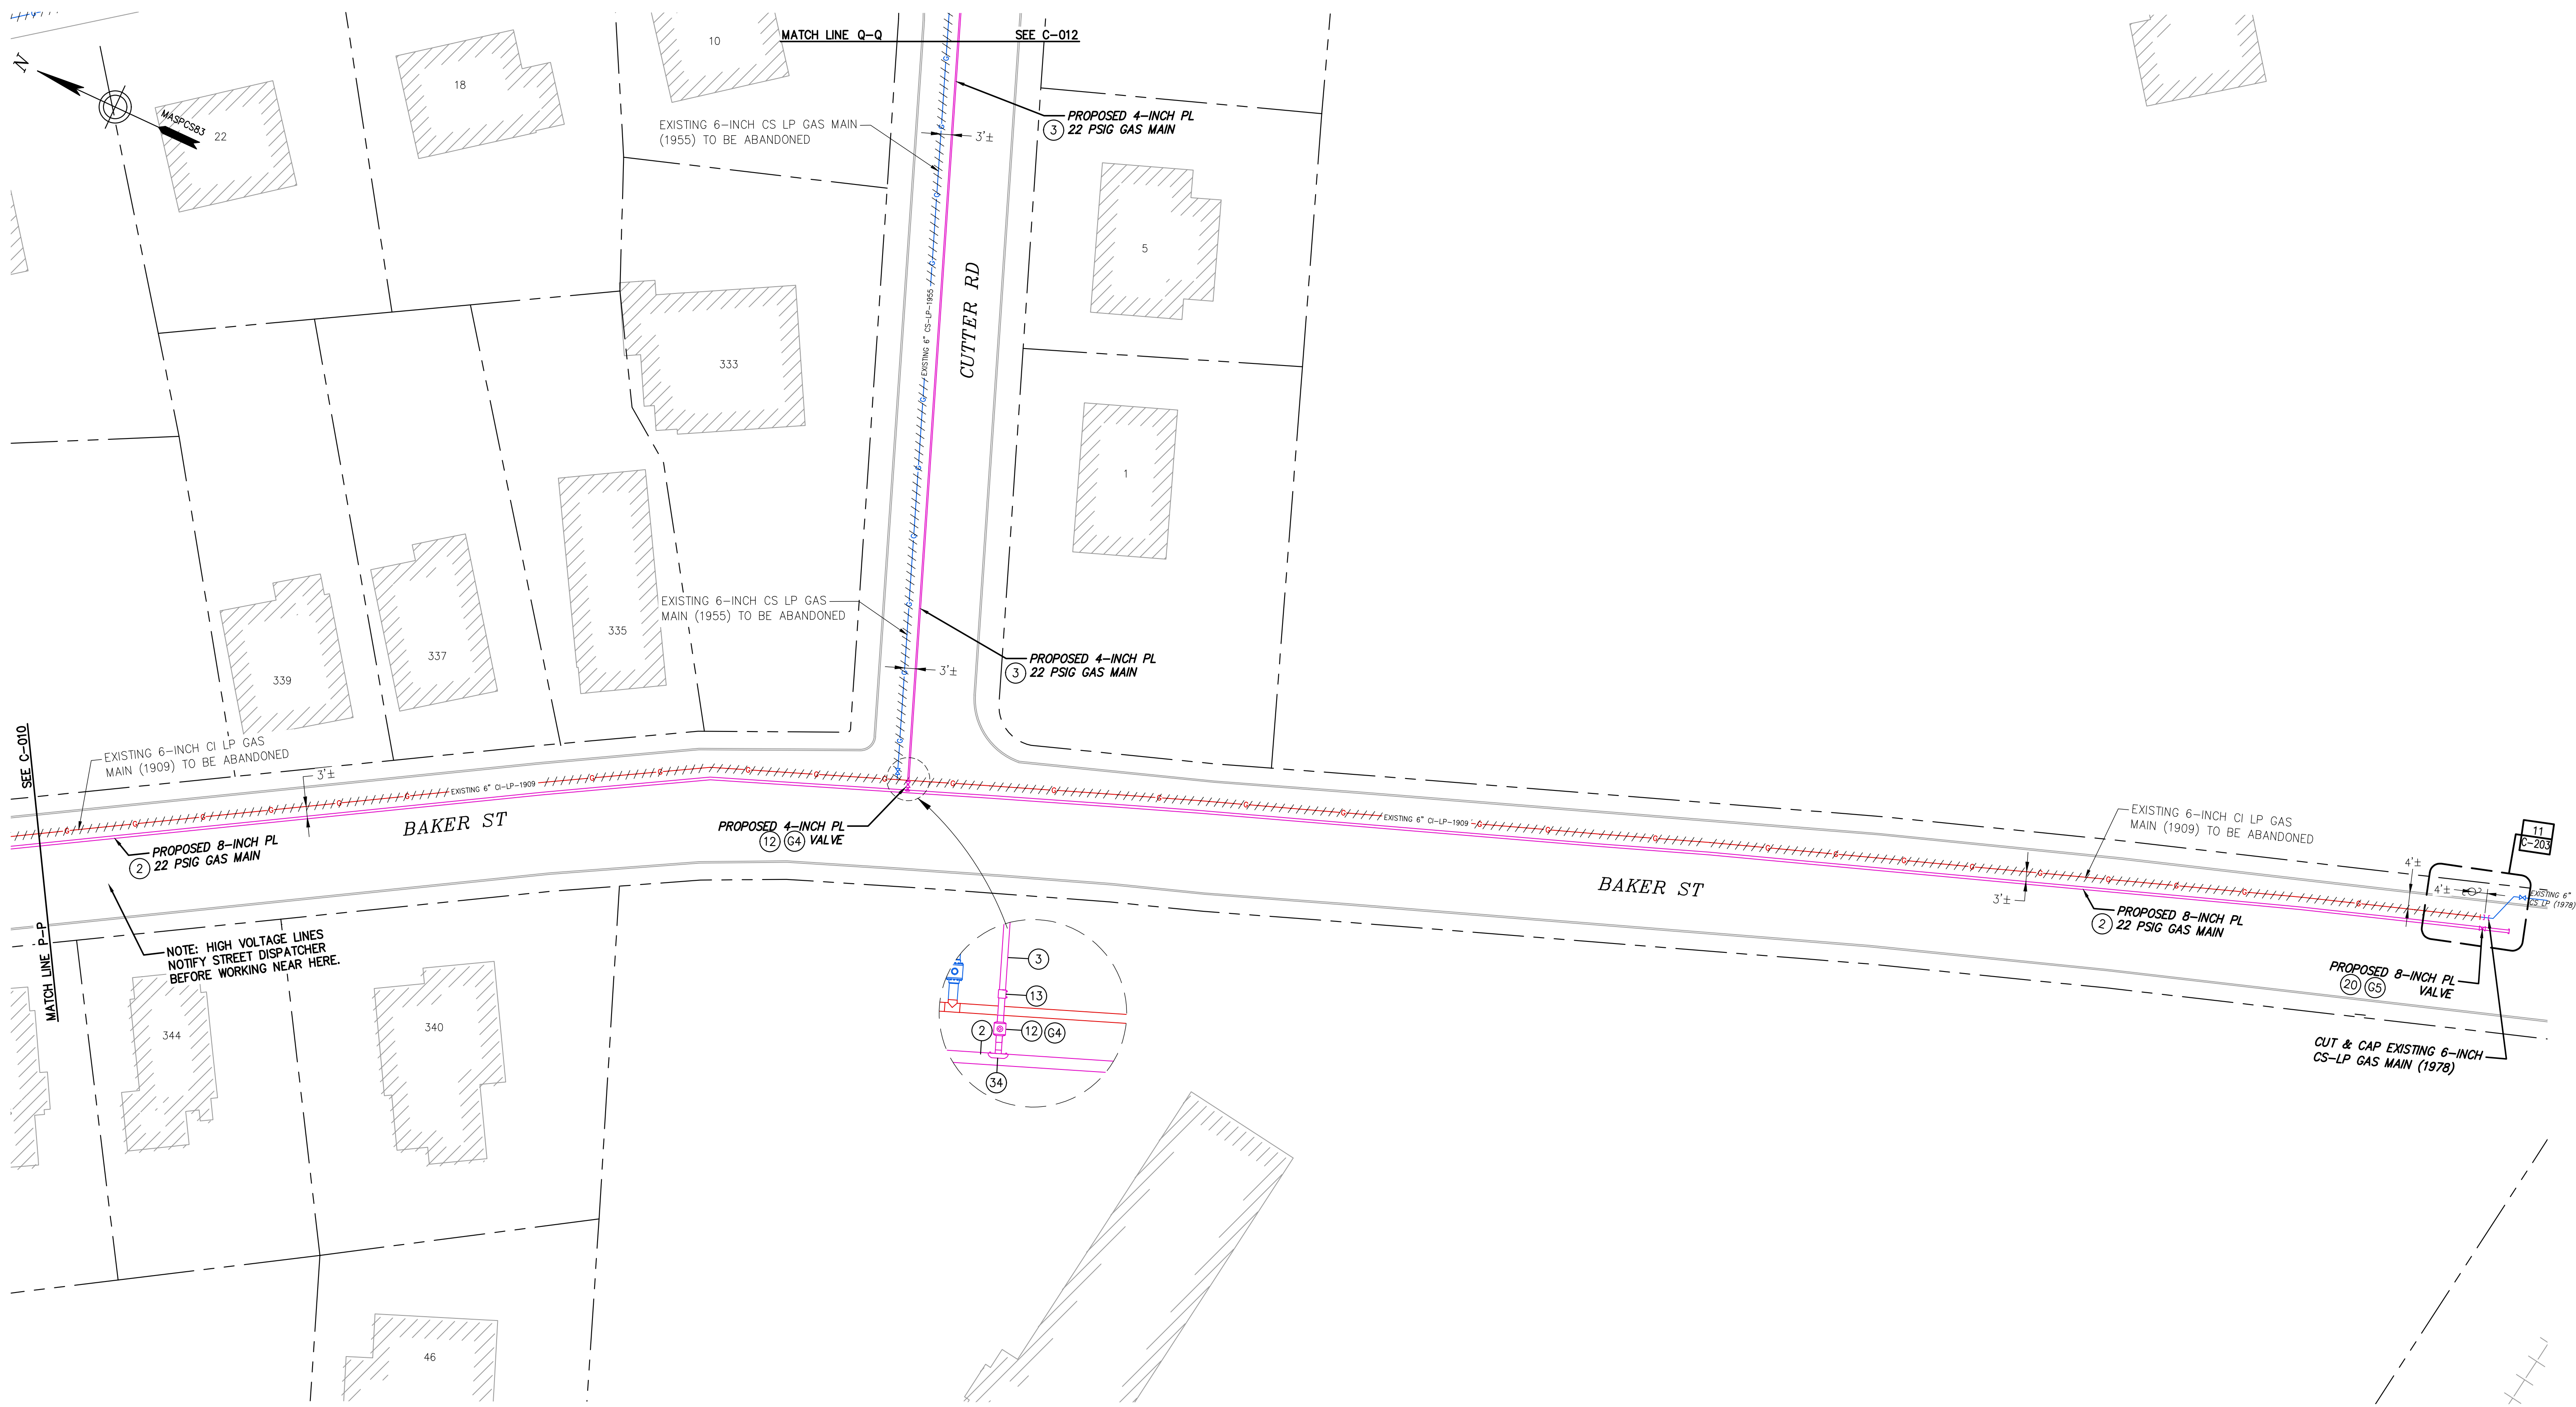 N
MASPCS83
22
18
10
MATCH LINE Q-Q
SEE C-012
EXISTING 6-INCH CS LP GAS MAIN
(1955) TO BE ABANDONED
3'±
PROPOSED 4-INCH PL
3 22 PSIG GAS MAIN
5
333
EXISTING 6" CS-LP-1955
CUTTER RD
1
EXISTING 6-INCH CS LP GAS
MAIN (1955) TO BE ABANDONED
3'±
PROPOSED 4-INCH PL
3 22 PSIG GAS MAIN
335
337
339
SEE C-010
MATCH LINE P-P
EXISTING 6-INCH CI LP GAS
MAIN (1909) TO BE ABANDONED
3'±
EXISTING 6" CI-LP-1909
BAKER ST
PROPOSED 8-INCH PL
2 22 PSIG GAS MAIN
PROPOSED 4-INCH PL
12 G4 VALVE
NOTE: HIGH VOLTAGE LINES
NOTIFY STREET DISPATCHER
BEFORE WORKING NEAR HERE.
EXISTING 6" CI-LP-1909
BAKER ST
EXISTING 6-INCH CI LP GAS
MAIN (1909) TO BE ABANDONED
3'±
PROPOSED 8-INCH PL
2 22 PSIG GAS MAIN
11
C-203
4'±
4'±
EXISTING 6"
CS LP (1978)
PROPOSED 8-INCH PL
20 G5 VALVE
CUT & CAP EXISTING 6-INCH
CS-LP GAS MAIN (1978)
3
13
2
12 G4
34
344
340
46